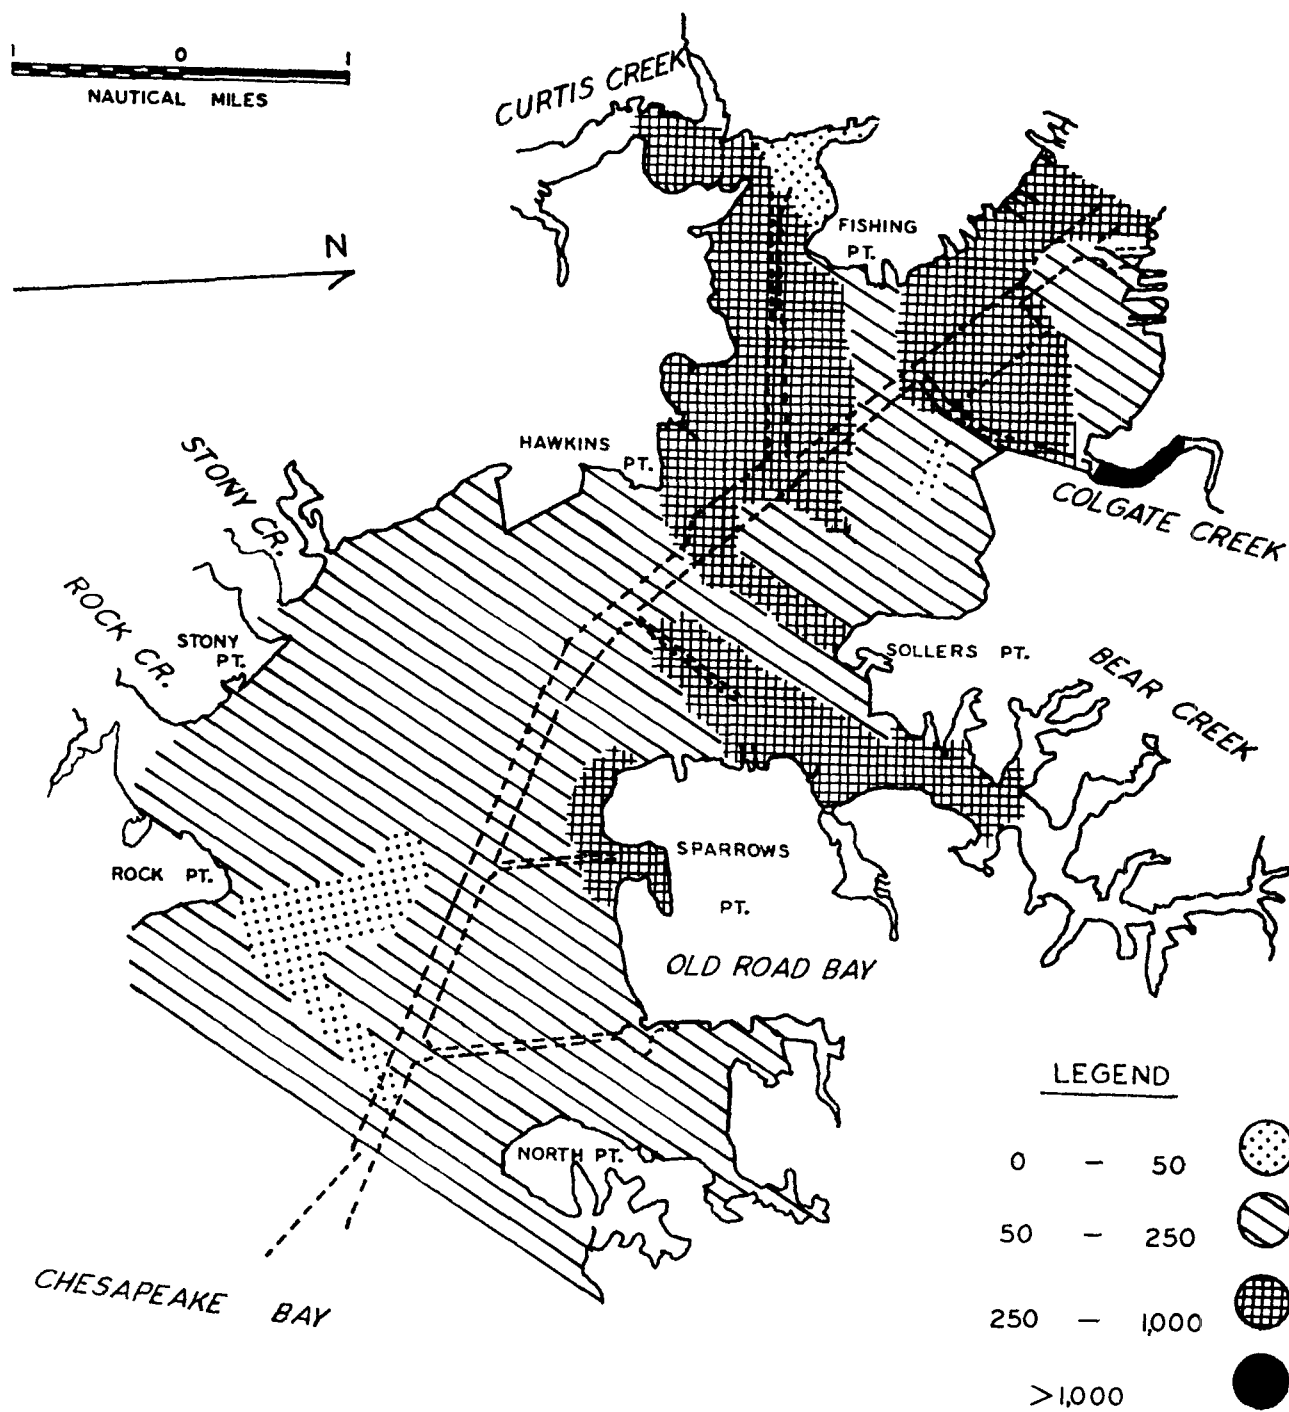 1 0 1
NAUTICAL MILES
N
CURTIS CREEK
FISHING
PT.
HAWKINS
PT.
STONY CR.
COLGATE CREEK
ROCK CR.
STONY
PT.
SOLLERS PT.
BEAR CREEK
SPARROWS
PT.
ROCK PT.
OLD ROAD BAY
NORTH PT.
CHESAPEAKE BAY
LEGEND
0 – 50
50 – 250
250 – 1,000
>1,000